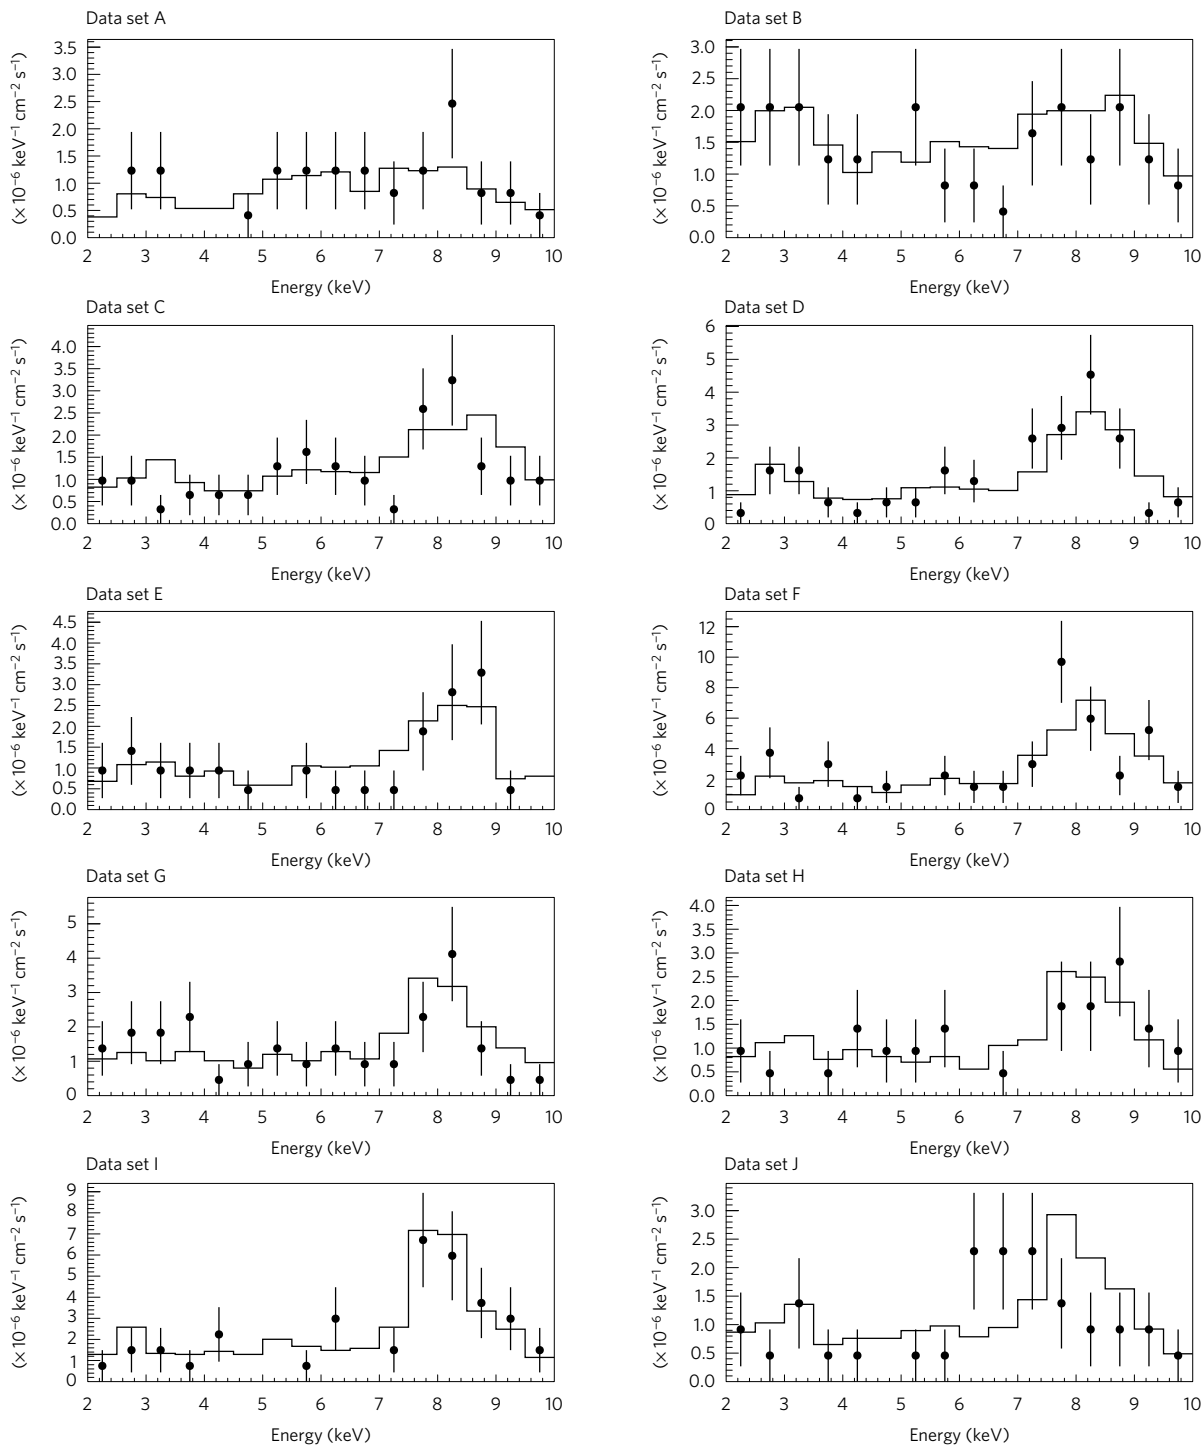 Data set A
(×10⁻⁶ keV⁻¹ cm⁻² s⁻¹)
3.5
3.0
2.5
2.0
1.5
1.0
0.5
0.0
2 3 4 5 6 7 8 9 10
Energy (keV)
Data set B
(×10⁻⁶ keV⁻¹ cm⁻² s⁻¹)
3.0
2.5
2.0
1.5
1.0
0.5
0.0
2 3 4 5 6 7 8 9 10
Energy (keV)
Data set C
(×10⁻⁶ keV⁻¹ cm⁻² s⁻¹)
4.0
3.5
3.0
2.5
2.0
1.5
1.0
0.5
0.0
2 3 4 5 6 7 8 9 10
Energy (keV)
Data set D
(×10⁻⁶ keV⁻¹ cm⁻² s⁻¹)
6
5
4
3
2
1
0
2 3 4 5 6 7 8 9 10
Energy (keV)
Data set E
(×10⁻⁶ keV⁻¹ cm⁻² s⁻¹)
4.5
4.0
3.5
3.0
2.5
2.0
1.5
1.0
0.5
0.0
2 3 4 5 6 7 8 9 10
Energy (keV)
Data set F
(×10⁻⁶ keV⁻¹ cm⁻² s⁻¹)
12
10
8
6
4
2
0
2 3 4 5 6 7 8 9 10
Energy (keV)
Data set G
(×10⁻⁶ keV⁻¹ cm⁻² s⁻¹)
5
4
3
2
1
0
2 3 4 5 6 7 8 9 10
Energy (keV)
Data set H
(×10⁻⁶ keV⁻¹ cm⁻² s⁻¹)
4.0
3.5
3.0
2.5
2.0
1.5
1.0
0.5
0.0
2 3 4 5 6 7 8 9 10
Energy (keV)
Data set I
(×10⁻⁶ keV⁻¹ cm⁻² s⁻¹)
9
8
7
6
5
4
3
2
1
0
2 3 4 5 6 7 8 9 10
Energy (keV)
Data set J
(×10⁻⁶ keV⁻¹ cm⁻² s⁻¹)
3.0
2.5
2.0
1.5
1.0
0.5
0.0
2 3 4 5 6 7 8 9 10
Energy (keV)